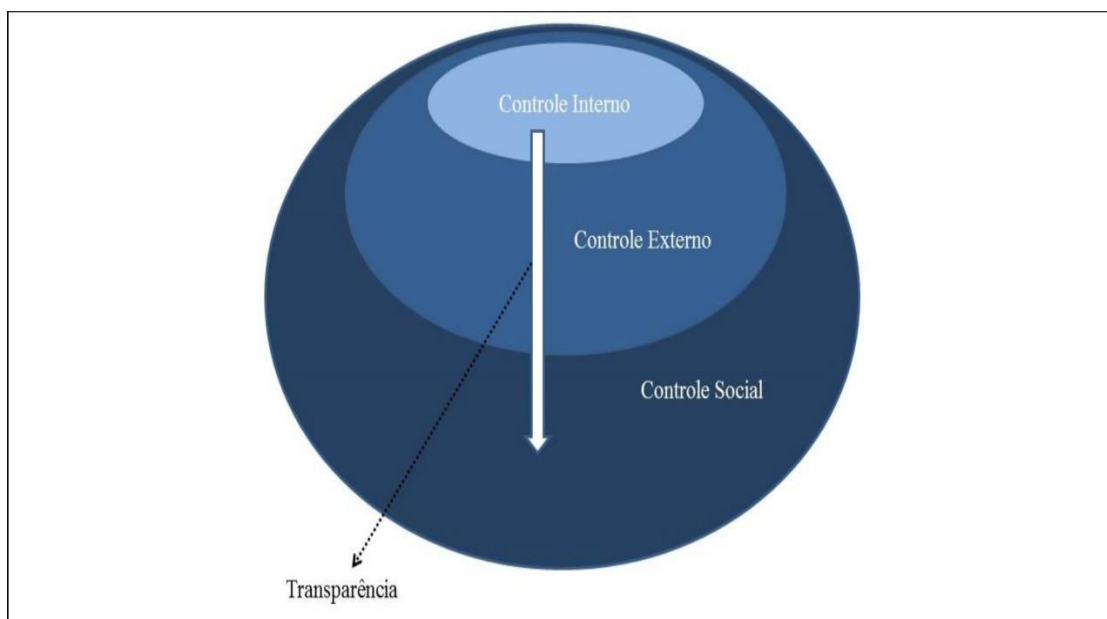 Controle Interno
Controle Externo
Controle Social
Transparência